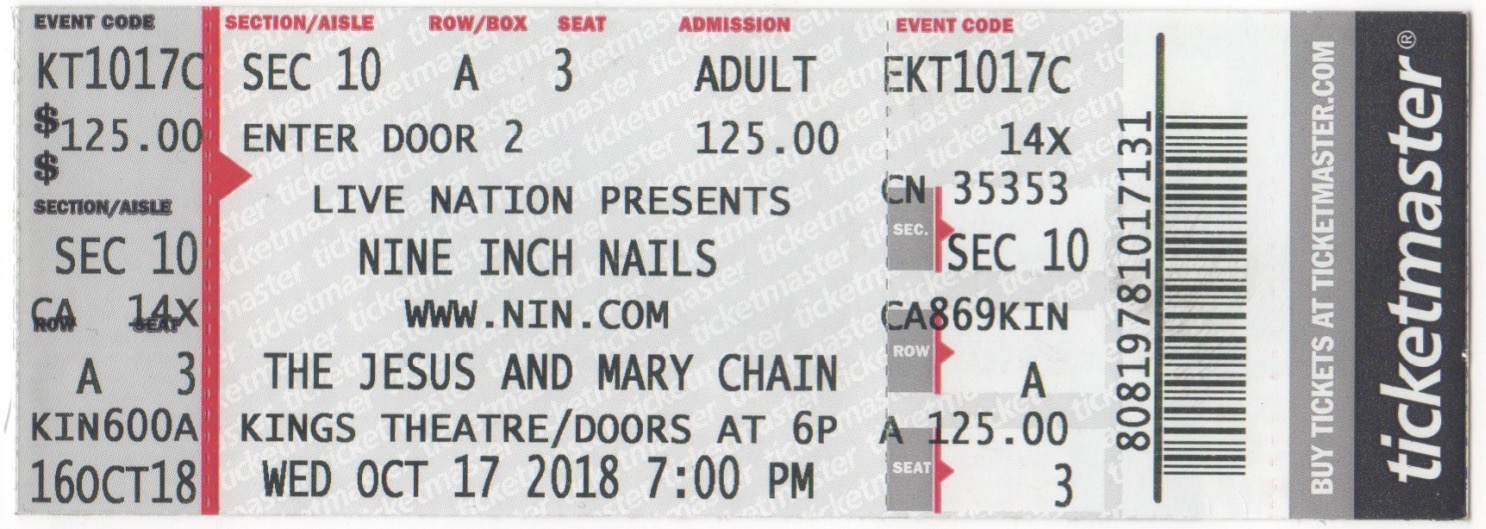 EVENT CODE
KT1017C
$
125.00
$
SECTION/AISLE
SEC 10
CA 14X
ROW SEAT
A 3
KIN600A
16OCT18
SECTION/AISLE ROW/BOX SEAT ADMISSION
SEC 10 A 3 ADULT
ENTER DOOR 2 125.00
LIVE NATION PRESENTS
NINE INCH NAILS
WWW.NIN.COM
THE JESUS AND MARY CHAIN
KINGS THEATRE/DOORS AT 6P
WED OCT 17 2018 7:00 PM
EVENT CODE
EKT1017C
14X
CN 35353
SEC.
SEC 10
CA869KIN
ROW
A
A 125.00
SEAT
3
80819781017131
BUY TICKETS AT TICKETMASTER.COM
ticketmaster®